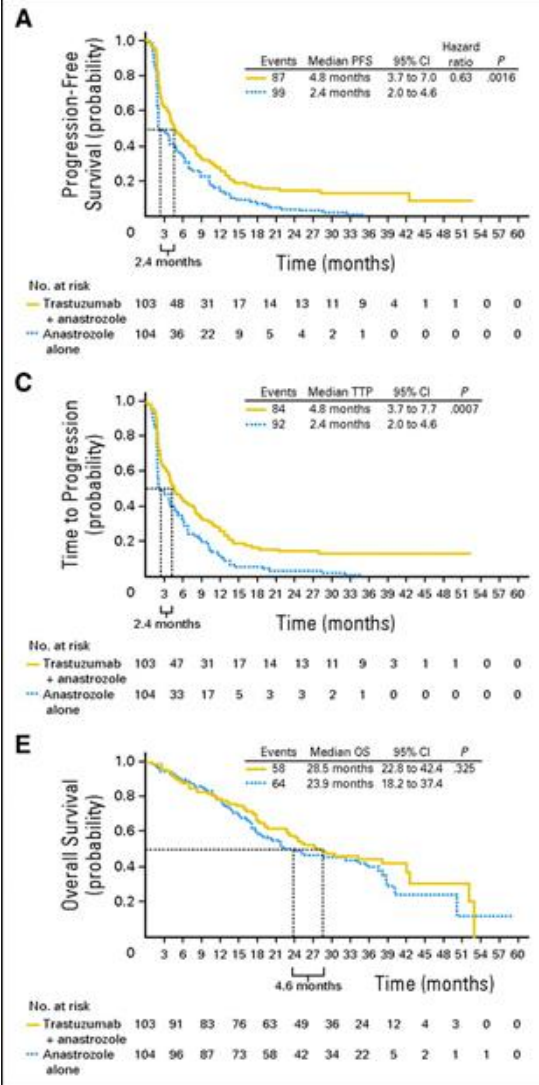 A
Progression-Free
Survival (probability)
Hazard
Events Median PFS 95% CI ratio P
87 4.8 months 3.7 to 7.0 0.63 .0016
99 2.4 months 2.0 to 4.6
1.0
0.8
0.6
0.4
0.2
0 3 6 9 12 15 18 21 24 27 30 33 36 39 42 45 48 51 54 57 60
2.4 months
Time (months)
No. at risk
Trastuzumab 103 48 31 17 14 13 11 9 4 1 1 0 0
+ anastrozole
Anastrozole 104 36 22 9 5 4 2 1 0 0 0 0 0
alone
C
Time to Progression
(probability)
Events Median TTP 95% CI P
84 4.8 months 3.7 to 7.7 .0007
92 2.4 months 2.0 to 4.6
1.0
0.8
0.6
0.4
0.2
0 3 6 9 12 15 18 21 24 27 30 33 36 39 42 45 48 51 54 57 60
2.4 months
Time (months)
No. at risk
Trastuzumab 103 47 31 17 14 13 11 9 3 1 1 0 0
+ anastrozole
Anastrozole 104 33 17 5 3 3 2 1 0 0 0 0 0
alone
E
Overall Survival
(probability)
Events Median OS 95% CI P
58 28.5 months 22.8 to 42.4 .325
64 23.9 months 18.2 to 37.4
1.0
0.8
0.6
0.4
0.2
0 3 6 9 12 15 18 21 24 27 30 33 36 39 42 45 48 51 54 57 60
4.6 months
Time (months)
No. at risk
Trastuzumab 103 91 83 76 63 49 36 24 12 4 3 0 0
+ anastrozole
Anastrozole 104 96 87 73 58 42 34 22 5 2 1 1 0
alone